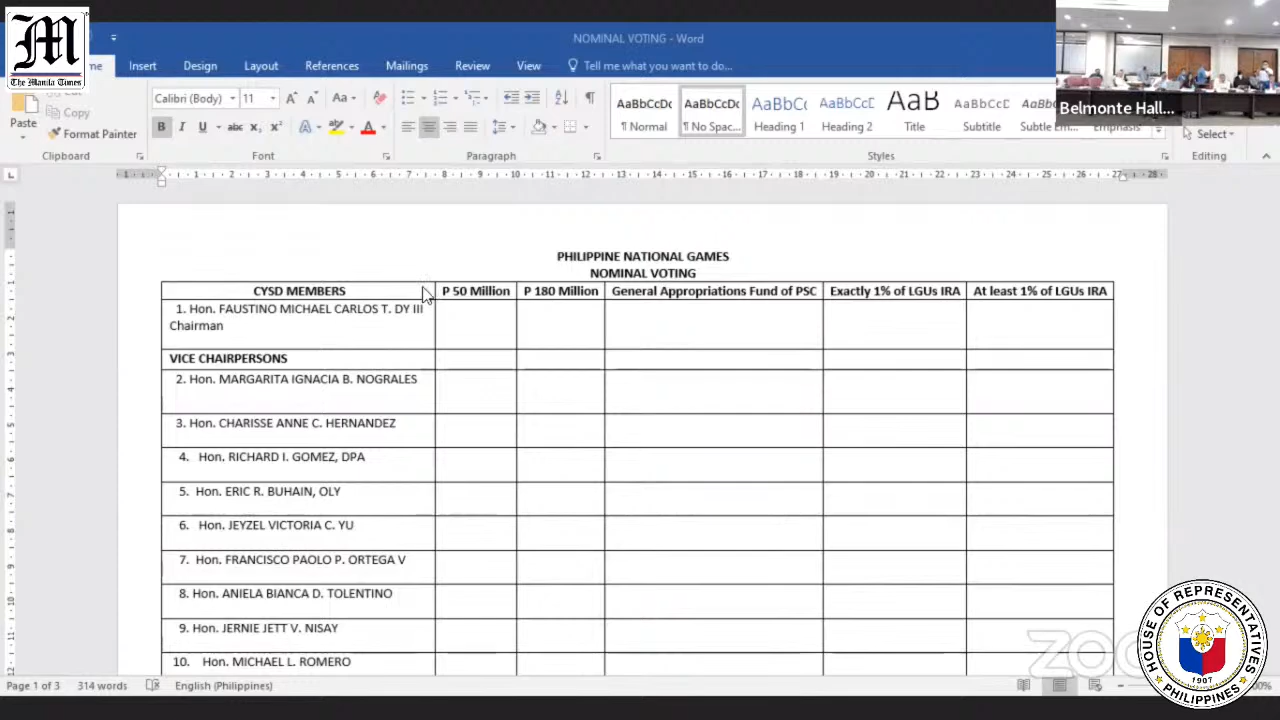 The Manila Times
NOMINAL VOTING - Word
Insert Design Layout References Mailings Review View Tell me what you want to do...
Belmonte Hall...
Paste
Copy
Format Painter
Clipboard
Calibri (Body) 11
Font
Paragraph
AaBbCcDc AaBbCcDc AaBbCc AaBbCcC AaB AaBbCcD
¶ Normal ¶ No Spac... Heading 1 Heading 2 Title Subtitle Subtle Em... Emphasis
Styles
Select
Editing
PHILIPPINE NATIONAL GAMES
NOMINAL VOTING
CYSD MEMBERS P 50 Million P 180 Million General Appropriations Fund of PSC Exactly 1% of LGUs IRA At least 1% of LGUs IRA
1. Hon. FAUSTINO MICHAEL CARLOS T. DY III
Chairman
VICE CHAIRPERSONS
2. Hon. MARGARITA IGNACIA B. NOGRALES
3. Hon. CHARISSE ANNE C. HERNANDEZ
4. Hon. RICHARD I. GOMEZ, DPA
5. Hon. ERIC R. BUHAIN, OLY
6. Hon. JEYZEL VICTORIA C. YU
7. Hon. FRANCISCO PAOLO P. ORTEGA V
8. Hon. ANIELA BIANCA D. TOLENTINO
9. Hon. JERNIE JETT V. NISAY
10. Hon. MICHAEL L. ROMERO
Page 1 of 3 314 words English (Philippines)
HOUSE OF REPRESENTATIVES
1907
PHILIPPINES